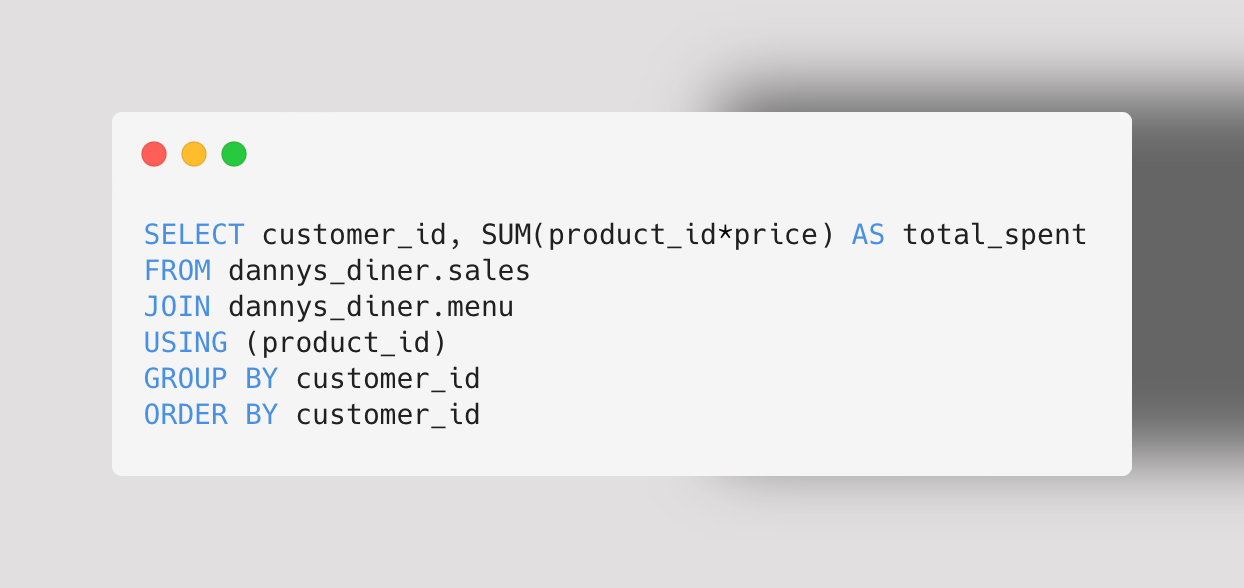 SELECT customer_id, SUM(product_id*price) AS total_spent
FROM dannys_diner.sales
JOIN dannys_diner.menu
USING (product_id)
GROUP BY customer_id
ORDER BY customer_id